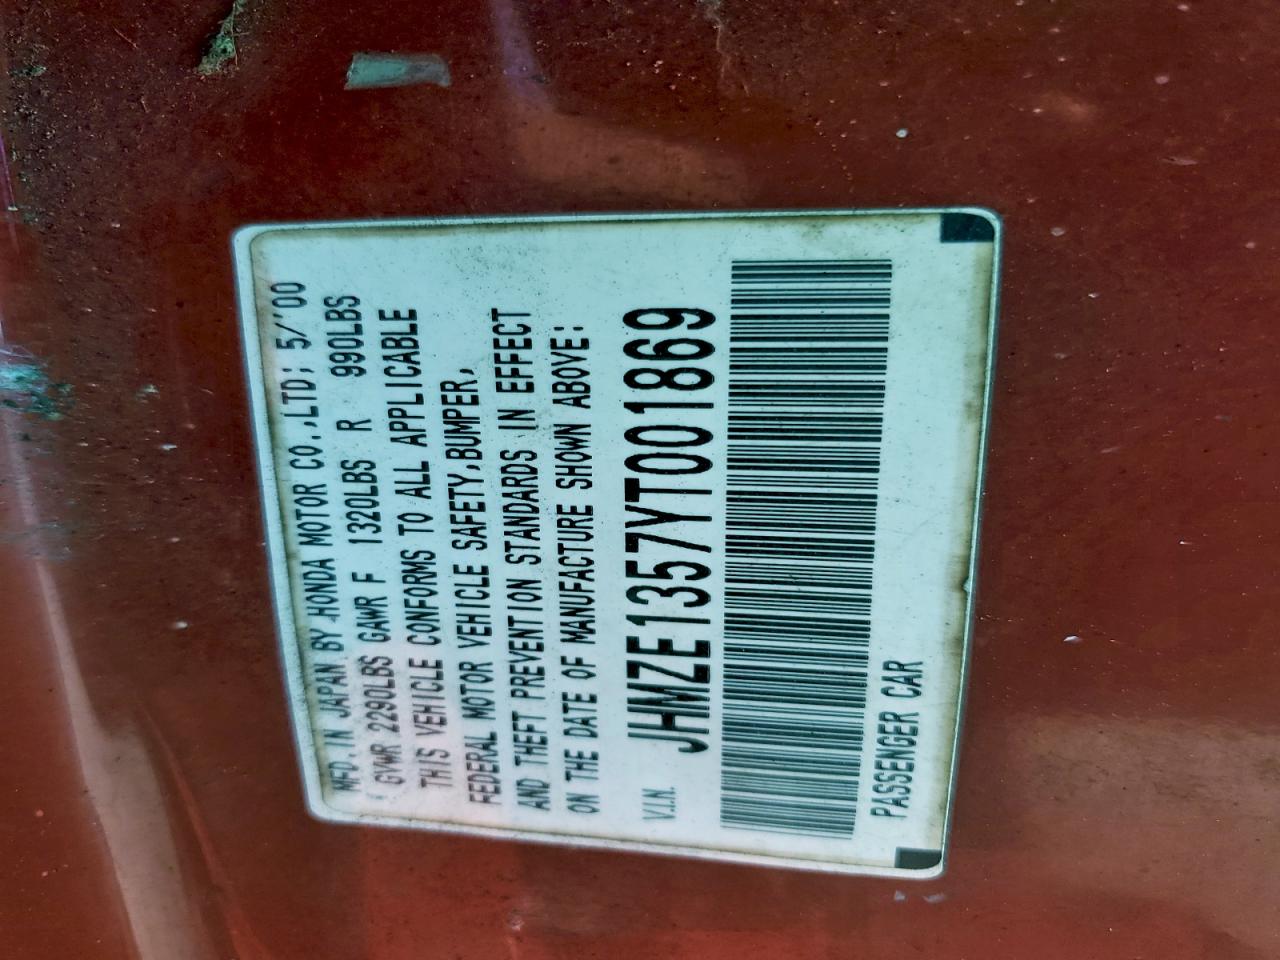 MFD. IN JAPAN BY HONDA MOTOR CO.,LTD; 5/'00
GVWR 2290LBS GAWR F 1320LBS R 990LBS
THIS VEHICLE CONFORMS TO ALL APPLICABLE
FEDERAL MOTOR VEHICLE SAFETY,BUMPER,
AND THEFT PREVENTION STANDARDS IN EFFECT
ON THE DATE OF MANUFACTURE SHOWN ABOVE:
V.I.N. JHMZE1357YT001869
PASSENGER CAR